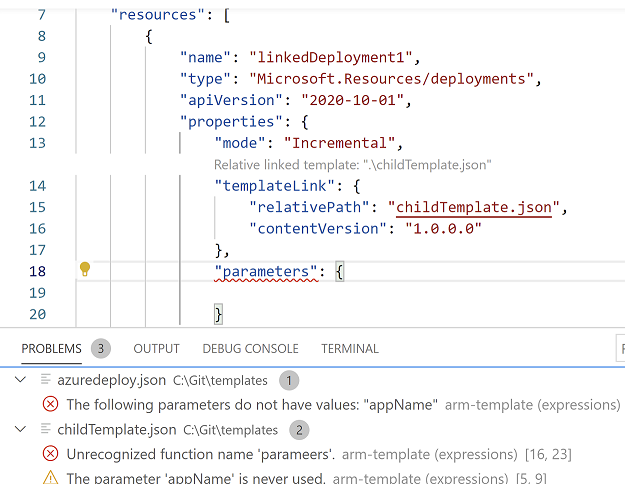 7 "resources": [
8 {
9 "name": "linkedDeployment1",
10 "type": "Microsoft.Resources/deployments",
11 "apiVersion": "2020-10-01",
12 "properties": {
13 "mode": "Incremental",
Relative linked template: ".\childTemplate.json"
14 "templateLink": {
15 "relativePath": "childTemplate.json",
16 "contentVersion": "1.0.0.0"
17 },
18 "parameters": {
19
20 }
PROBLEMS 3 OUTPUT DEBUG CONSOLE TERMINAL
azuredeploy.json C:\Git\templates 1
The following parameters do not have values: "appName" arm-template (expressions)
childTemplate.json C:\Git\templates 2
Unrecognized function name 'parameers'. arm-template (expressions) [16, 23]
The parameter 'appName' is never used. arm-template (expressions) [5, 9]